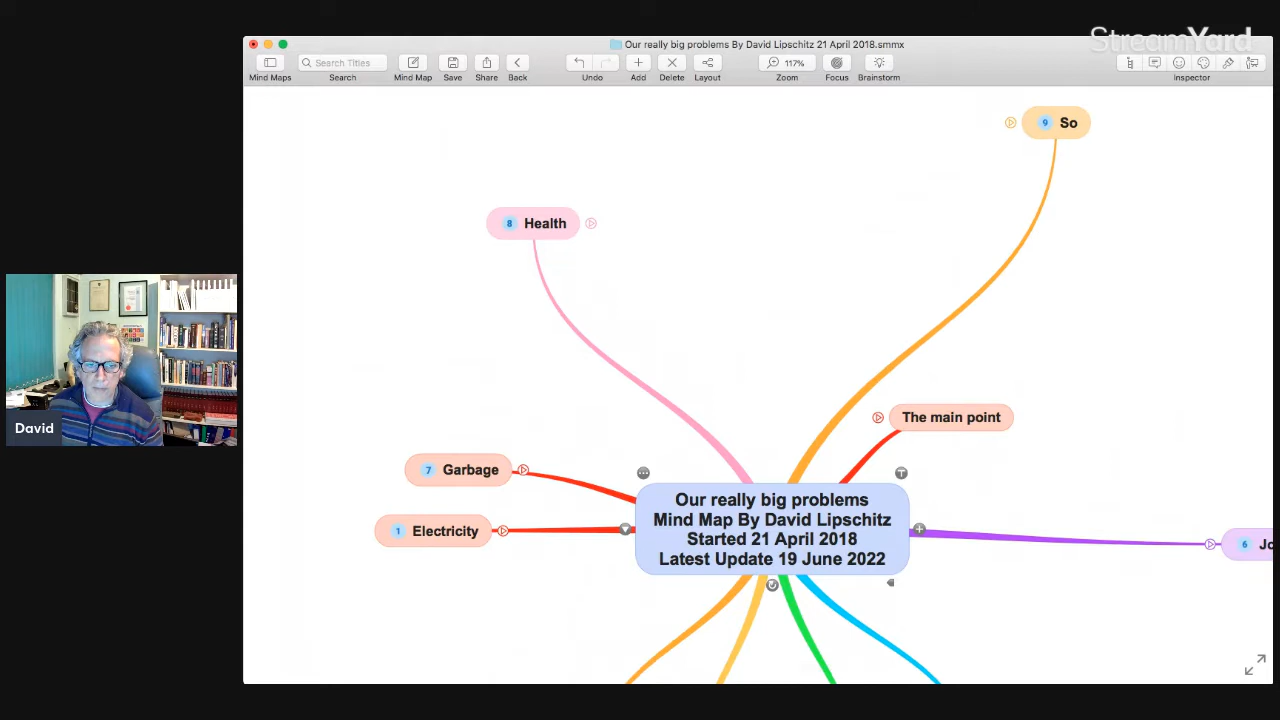 StreamYard
Our really big problems By David Lipschitz 21 April 2018.smmx
Search Titles
117%
Mind Maps
Search
Mind Map
Save
Share
Back
Undo
Add
Delete
Layout
Zoom
Focus
Brainstorm
Inspector
9 So
8 Health
David
The main point
7 Garbage
Our really big problems
Mind Map By David Lipschitz
Started 21 April 2018
Latest Update 19 June 2022
1 Electricity
6 Jo